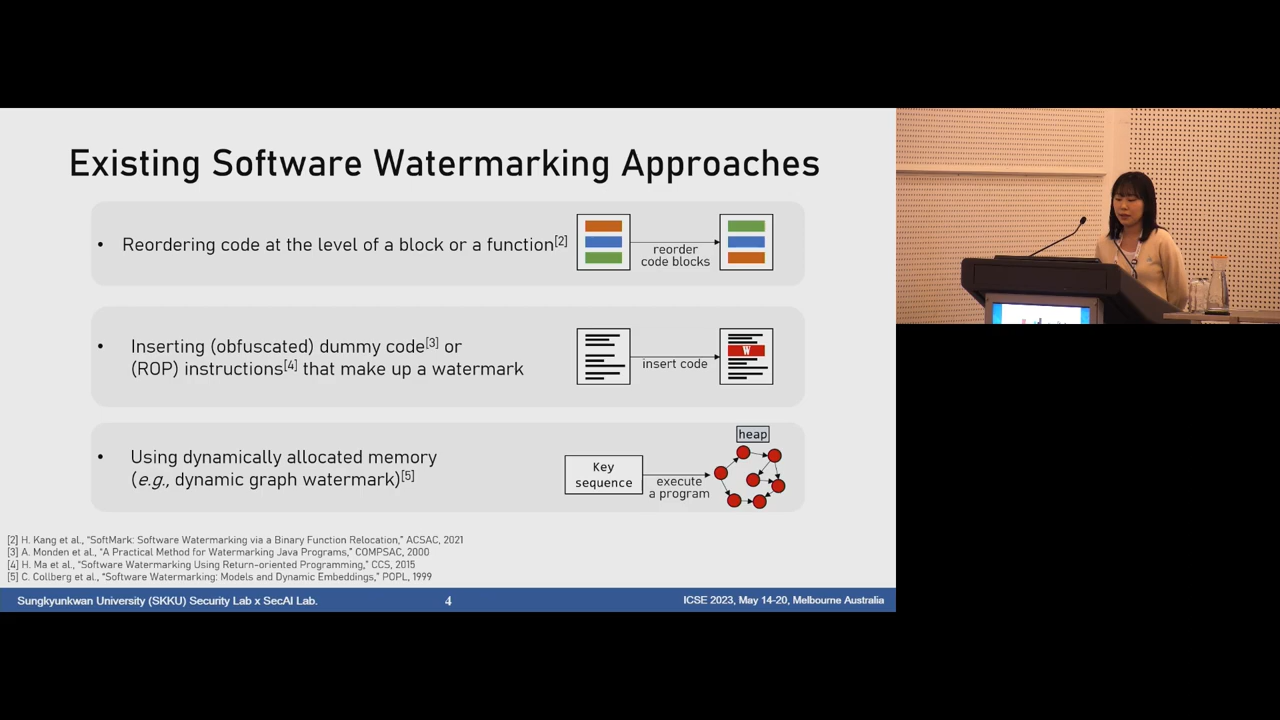 Existing Software Watermarking Approaches
• Reordering code at the level of a block or a function[2]
reorder
code blocks
• Inserting (obfuscated) dummy code[3] or
(ROP) instructions[4] that make up a watermark
insert code
W
• Using dynamically allocated memory
(e.g., dynamic graph watermark)[5]
Key
sequence
execute
a program
heap
[2] H. Kang et al., “SoftMark: Software Watermarking via a Binary Function Relocation,” ACSAC, 2021
[3] A. Monden et al., “A Practical Method for Watermarking Java Programs,” COMPSAC, 2000
[4] H. Ma et al., “Software Watermarking Using Return-oriented Programming,” CCS, 2015
[5] C. Collberg et al., “Software Watermarking: Models and Dynamic Embeddings,” POPL, 1999
Sungkyunkwan University (SKKU) Security Lab x SecAI Lab.
4
ICSE 2023, May 14-20, Melbourne Australia